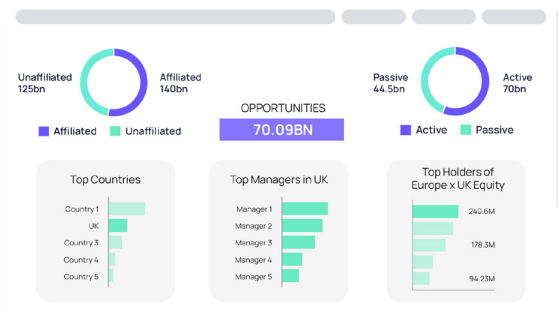 Unaffiliated
125bn
Affiliated
140bn
Affiliated
Unaffiliated
OPPORTUNITIES
70.09BN
Passive
44.5bn
Active
70bn
Active
Passive
Top Countries
Country 1
UK
Country 3
Country 4
Country 5
Top Managers in UK
Manager 1
Manager 2
Manager 3
Manager 4
Manager 5
Top Holders of
Europe x UK Equity
240.6M
178.3M
94.23M